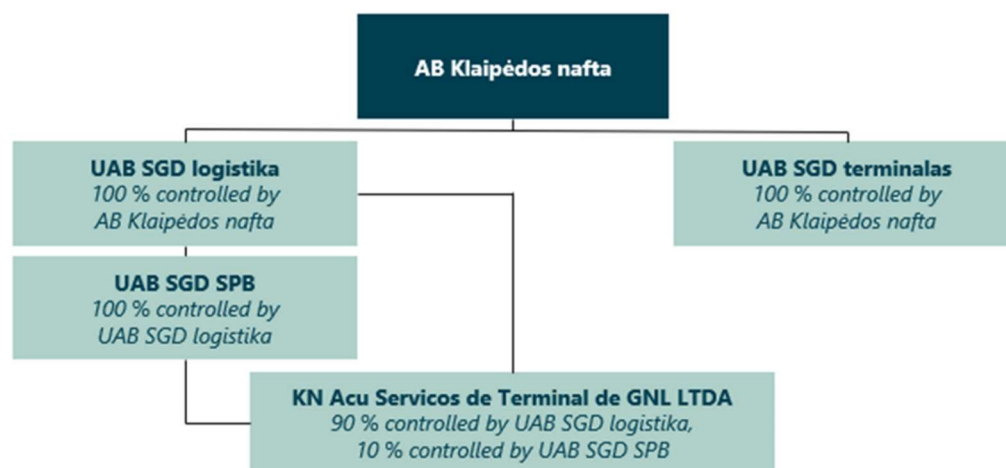 AB Klaipėdos nafta
UAB SGD logistika
100 % controlled by
AB Klaipėdos nafta
UAB SGD terminalas
100 % controlled by
AB Klaipėdos nafta
UAB SGD SPB
100 % controlled by
UAB SGD logistika
KN Acu Servicos de Terminal de GNL LTDA
90 % controlled by UAB SGD logistika,
10 % controlled by UAB SGD SPB